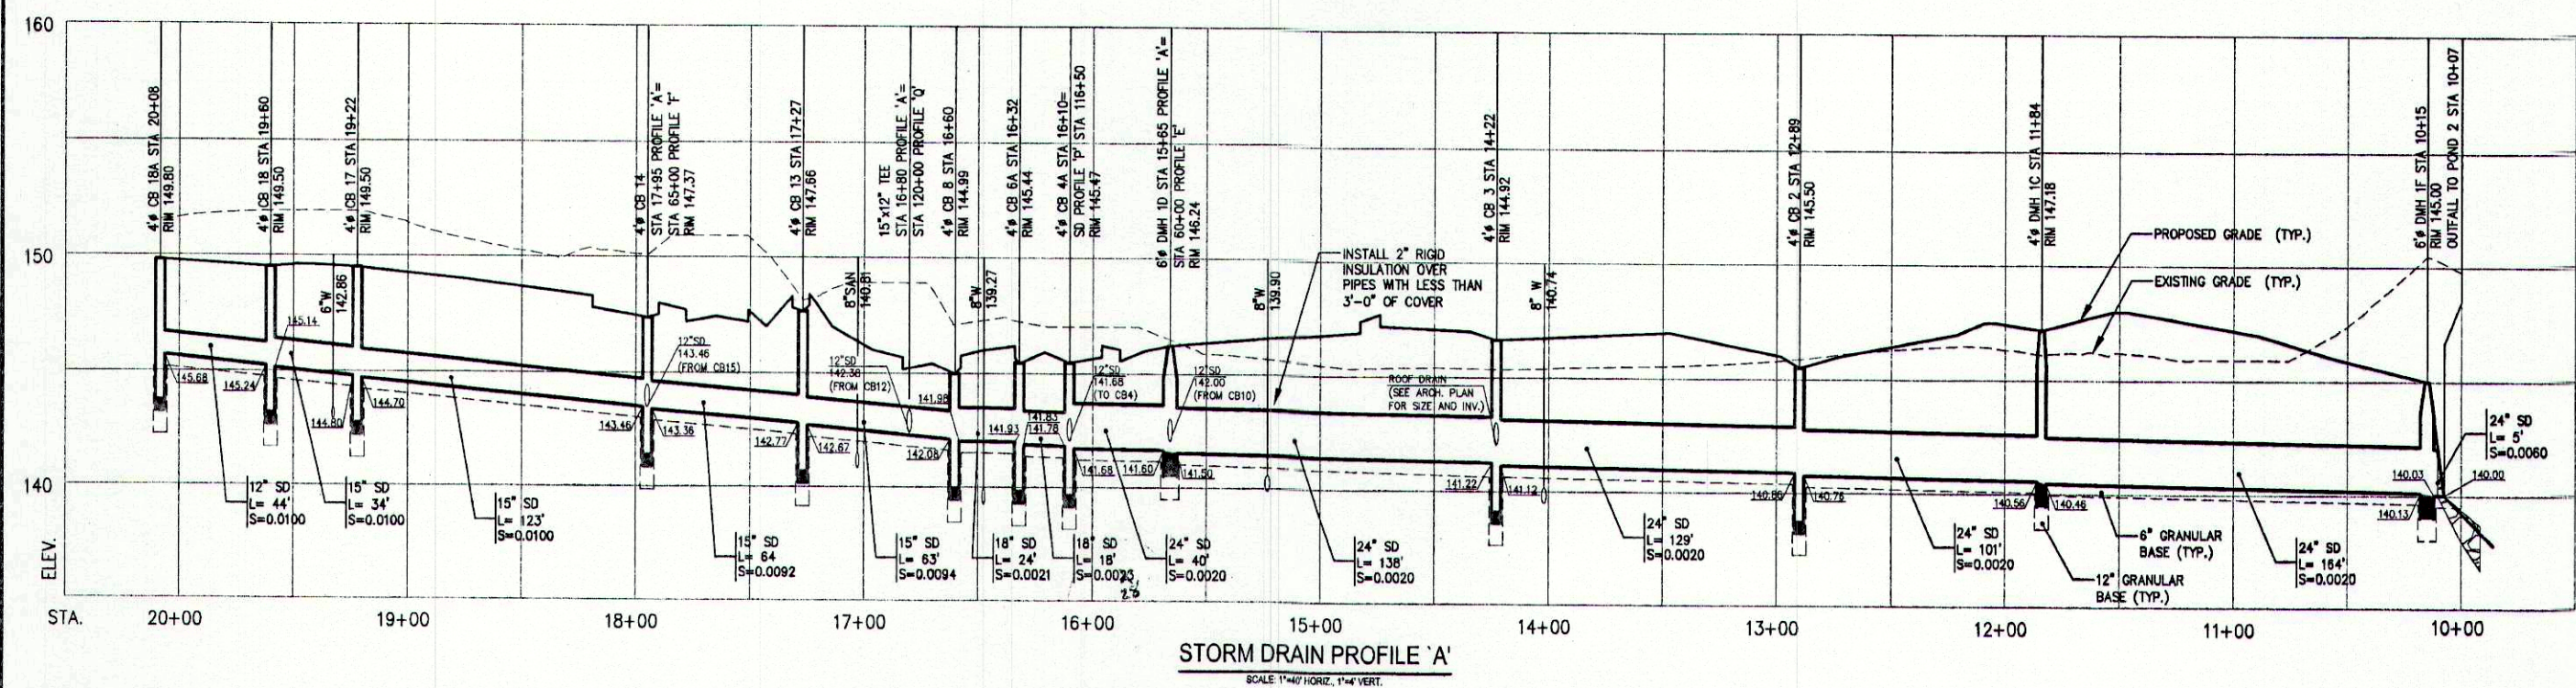 160
150
140
ELEV.
STA.
20+00
19+00
18+00
17+00
16+00
15+00
14+00
13+00
12+00
11+00
10+00
4'ø CB 18A STA 20+08
RIM 149.80
4'ø CB 18 STA 19+60
RIM 149.50
4'ø CB 17 STA 19+22
RIM 149.50
4'ø CB 14
STA 17+95 PROFILE 'A'=
STA 65+00 PROFILE 'F'
RIM 147.37
4'ø CB 13 STA 17+27
RIM 147.66
15"x12" TEE
STA 16+80 PROFILE 'A'=
STA 120+00 PROFILE 'Q'
4'ø CB 8 STA 16+60
RIM 144.99
4'ø CB 6A STA 16+32
RIM 145.44
4'ø CB 4A STA 16+10=
SD PROFILE 'P' STA 116+50
RIM 145.47
6'ø DMH 1D STA 15+65 PROFILE 'A'=
STA 60+00 PROFILE 'E'
RIM 146.24
4'ø CB 3 STA 14+22
RIM 144.92
4'ø CB 2 STA 12+89
RIM 145.50
4'ø DMH 1C STA 11+84
RIM 147.18
6'ø DMH 1F STA 10+15
RIM 145.00
OUTFALL TO POND 2 STA 10+07
6"W
142.86
8"SAN
140.81
8"W
139.27
8"W
139.90
8" W
140.74
INSTALL 2" RIGID
INSULATION OVER
PIPES WITH LESS THAN
3'-0" OF COVER
PROPOSED GRADE (TYP.)
EXISTING GRADE (TYP.)
12"SD
143.46
(FROM CB15)
12"SD
142.38
(FROM CB12)
12"SD
141.68
(TO CB4)
12"SD
142.00
(FROM CB10)
ROOF DRAIN
(SEE ARCH. PLAN
FOR SIZE AND INV.)
145.68
145.24
145.14
144.80
144.70
143.46
143.36
142.77
142.67
142.08
141.98
141.93
141.83
141.78
141.68
141.60
141.50
141.22
141.12
140.86
140.76
140.56
140.46
140.13
140.03
140.00
12" SD
L= 44'
S=0.0100
15" SD
L= 34'
S=0.0100
15" SD
L= 123'
S=0.0100
15" SD
L= 64
S=0.0092
15" SD
L= 63'
S=0.0094
18" SD
L= 24'
S=0.0021
18" SD
L= 18'
24" SD
L= 40'
S=0.0020
24" SD
L= 138'
S=0.0020
24" SD
L= 129'
S=0.0020
24" SD
L= 101'
S=0.0020
6" GRANULAR
BASE (TYP.)
12" GRANULAR
BASE (TYP.)
24" SD
L= 164'
S=0.0020
24" SD
L= 5'
S=0.0060
STORM DRAIN PROFILE `A'
SCALE: 1"=40' HORIZ., 1"=4' VERT.